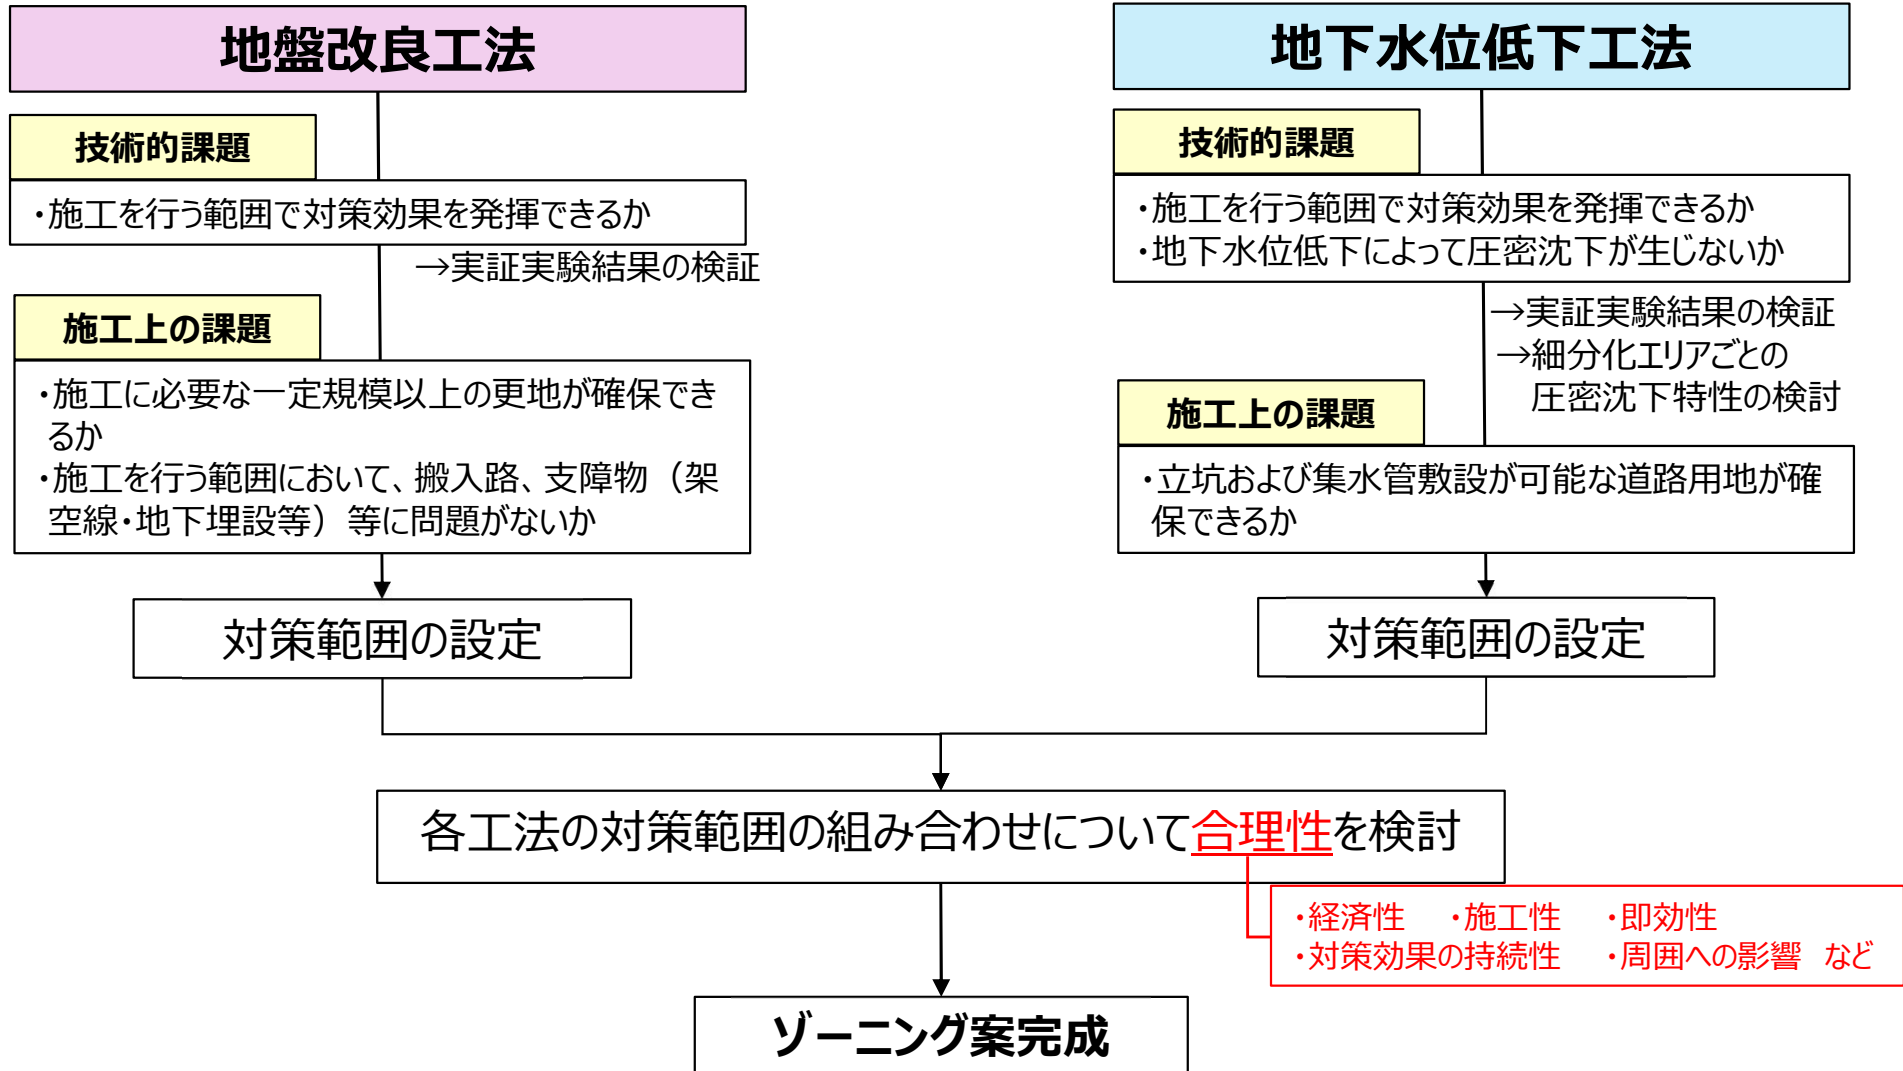 地盤改良工法
技術的課題
・施工を行う範囲で対策効果を発揮できるか
→実証実験結果の検証
施工上の課題
・施工に必要な一定規模以上の更地が確保でき
るか
・施工を行う範囲において、搬入路、支障物（架
空線・地下埋設等）等に問題がないか
対策範囲の設定
地下水位低下工法
技術的課題
・施工を行う範囲で対策効果を発揮できるか
・地下水位低下によって圧密沈下が生じないか
→実証実験結果の検証
→細分化エリアごとの
圧密沈下特性の検討
施工上の課題
・立坑および集水管敷設が可能な道路用地が確
保できるか
対策範囲の設定
各工法の対策範囲の組み合わせについて合理性を検討
・経済性　・施工性　・即効性
・対策効果の持続性　・周囲への影響　など
ゾーニング案完成